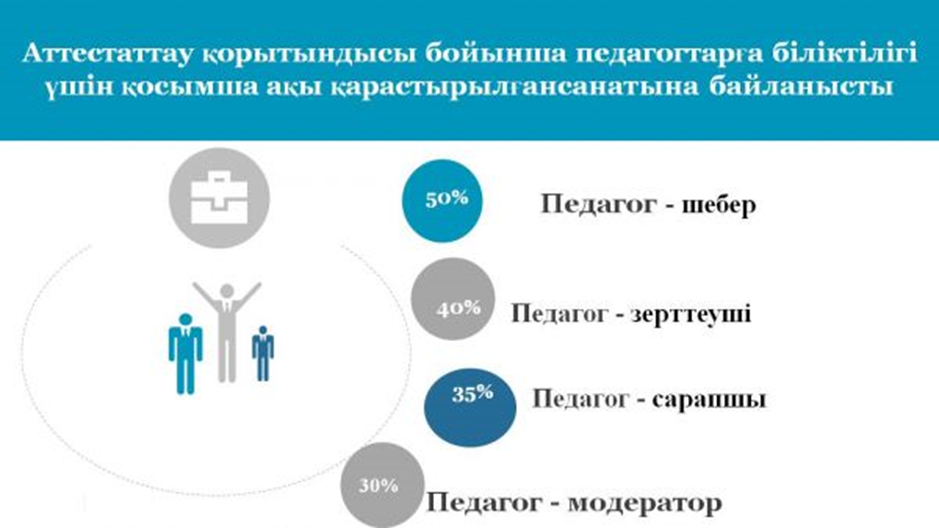 Аттестаттау қорытындысы бойынша педагогтарға біліктілігі
үшін қосымша ақы қарастырылғансанатына байланысты
50% Педагог - шебер
40% Педагог - зерттеуші
35% Педагог - сарапшы
30% Педагог - модератор